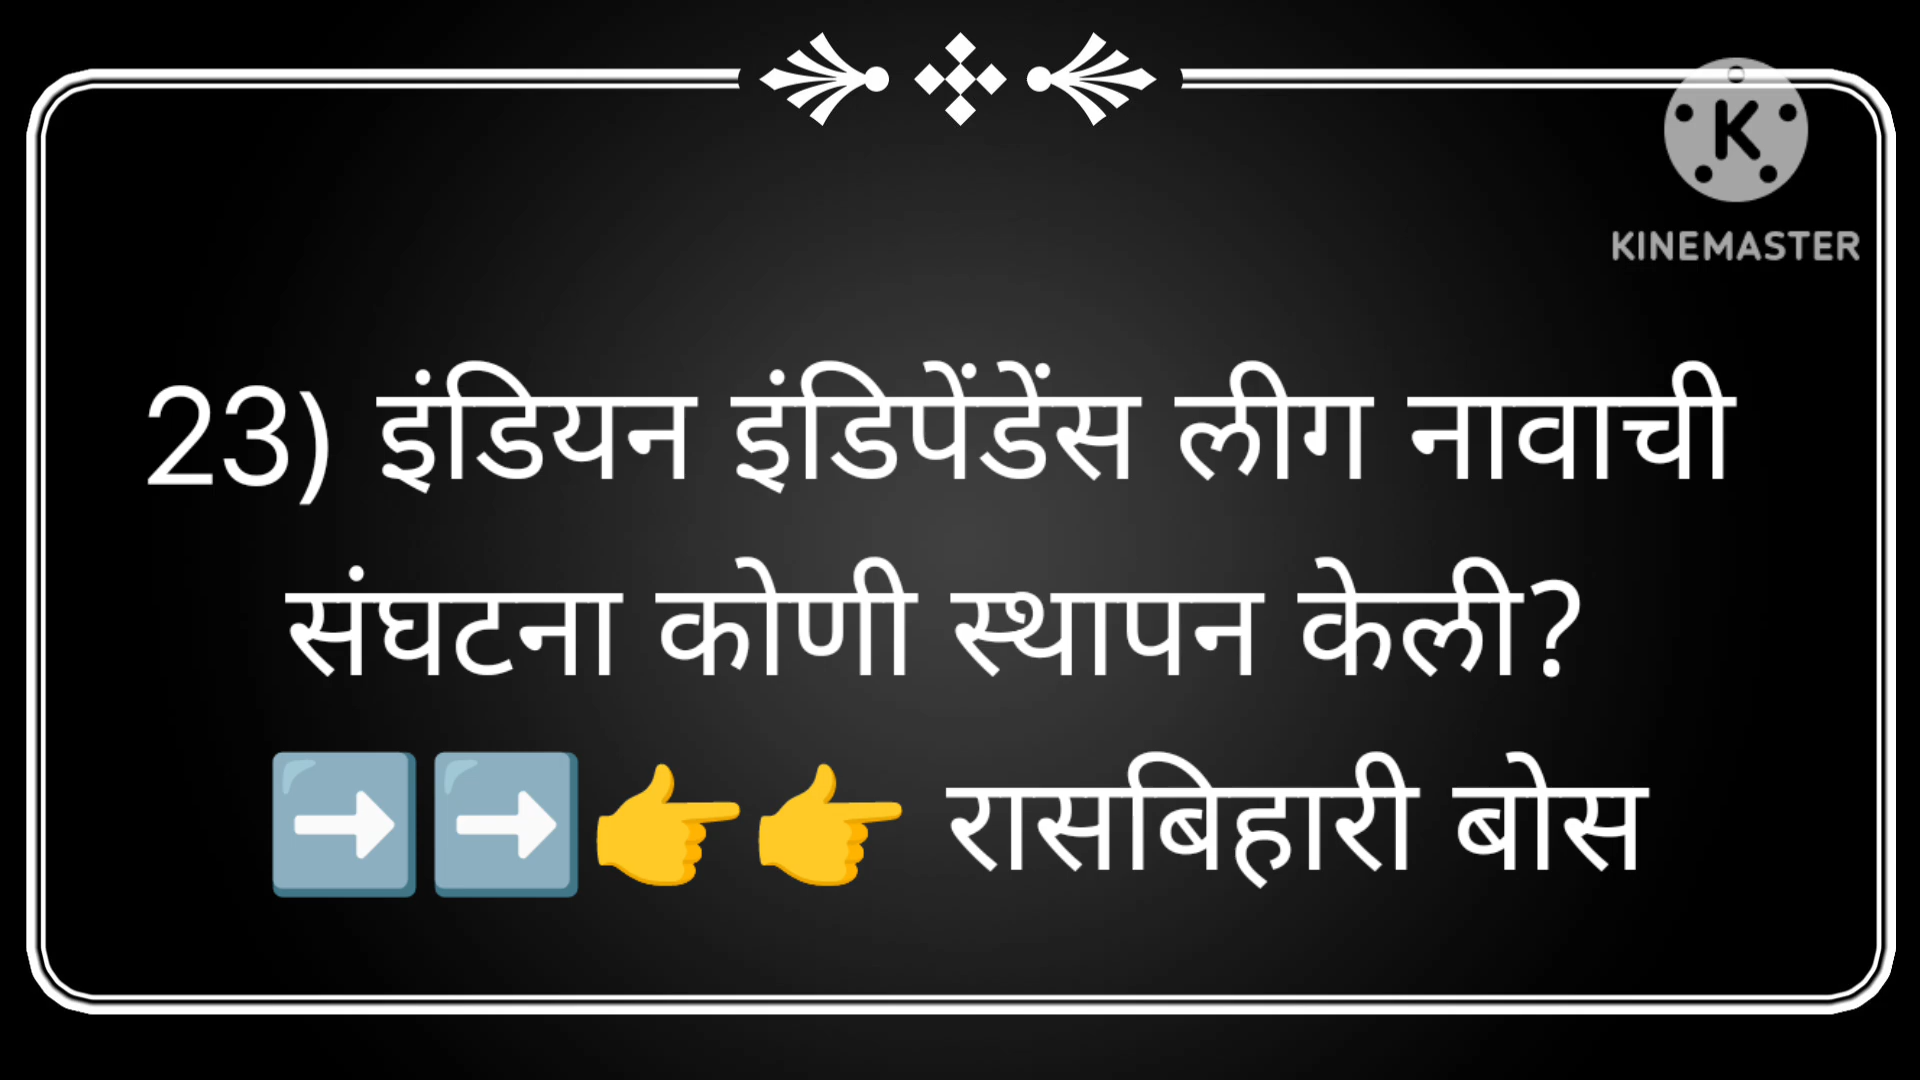 KINEMASTER
23) इंडियन इंडिपेंडेंस लीग नावाची
संघटना कोणी स्थापन केली?
➡️➡️👉👉 रासबिहारी बोस